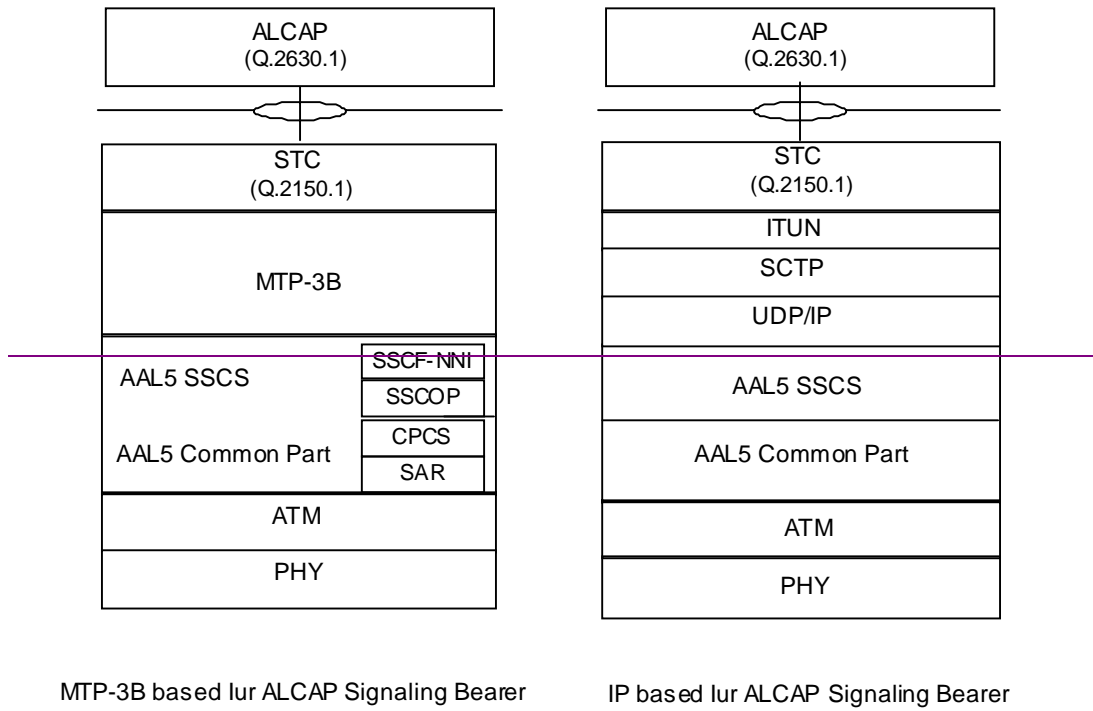 ALCAP
(Q.2630.1)
STC
(Q.2150.1)
MTP-3B
AAL5 SSCS
SSCF-NNI
SSCOP
AAL5 Common Part
CPCS
SAR
ATM
PHY
MTP-3B based Iur ALCAP Signaling Bearer
ALCAP
(Q.2630.1)
STC
(Q.2150.1)
ITUN
SCTP
UDP/IP
AAL5 SSCS
AAL5 Common Part
ATM
PHY
IP based Iur ALCAP Signaling Bearer